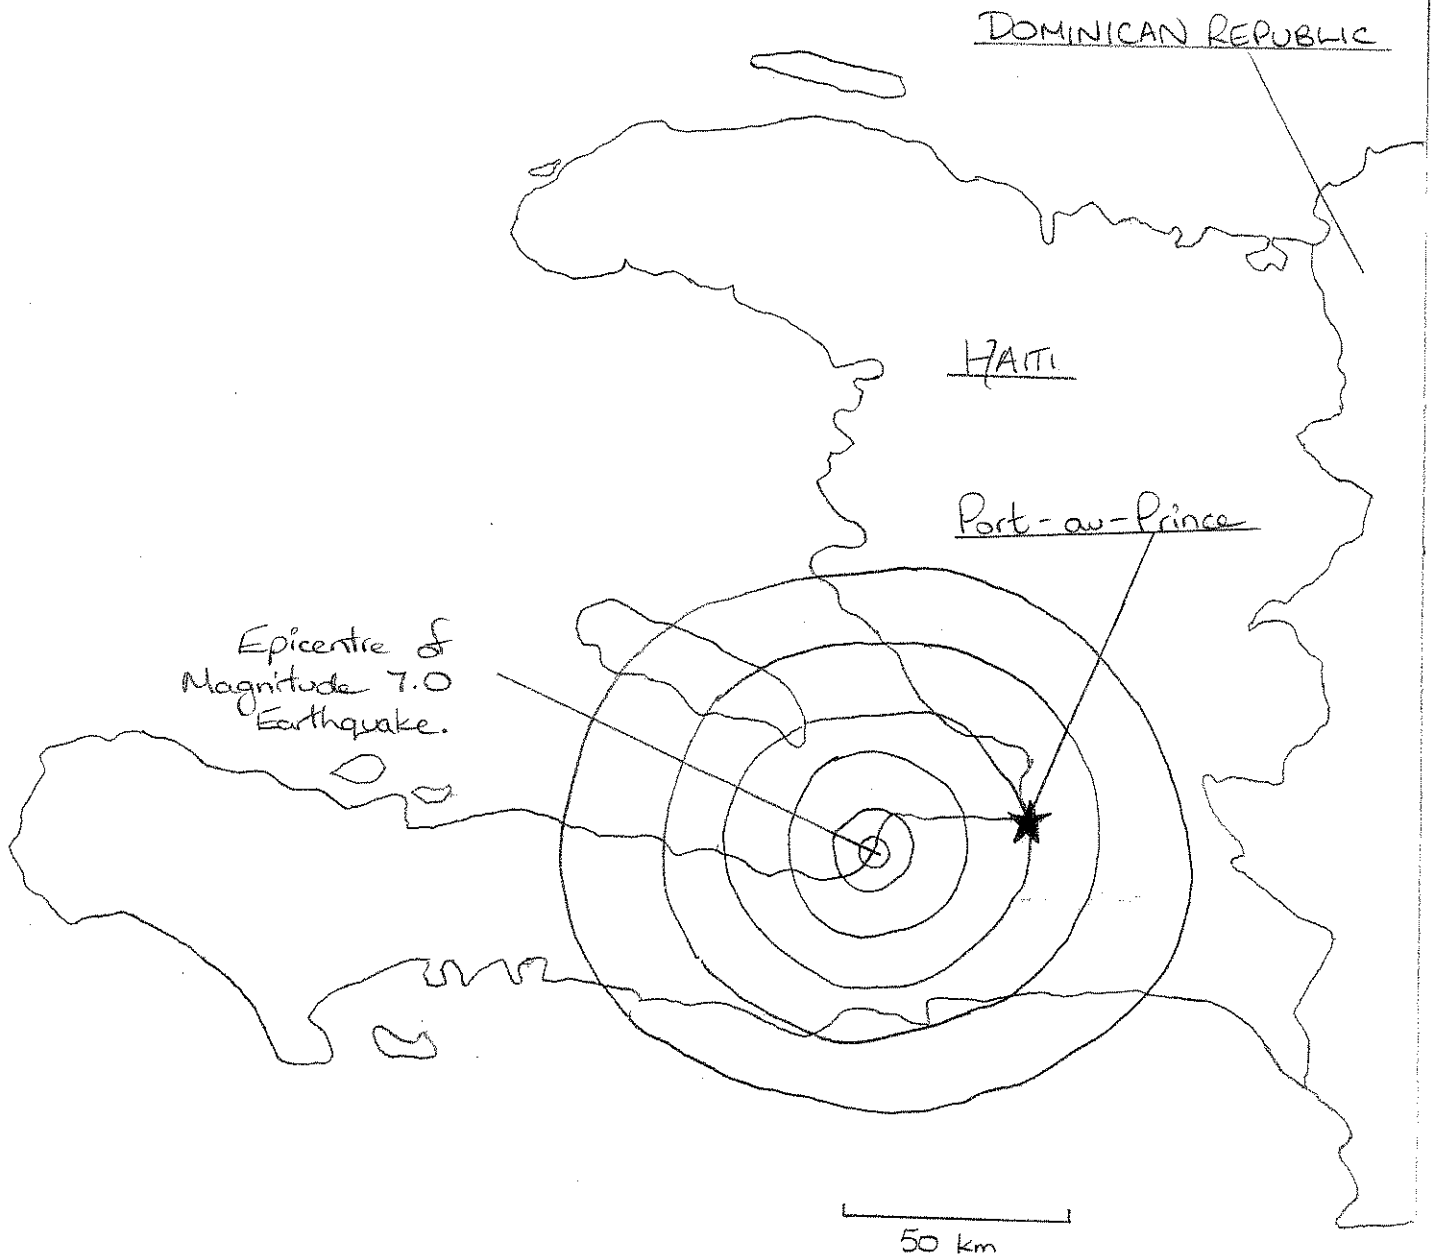 DOMINICAN REPUBLIC
HAITI
Port-au-Prince
Epicentre of
Magnitude 7.0
Earthquake.
50 km